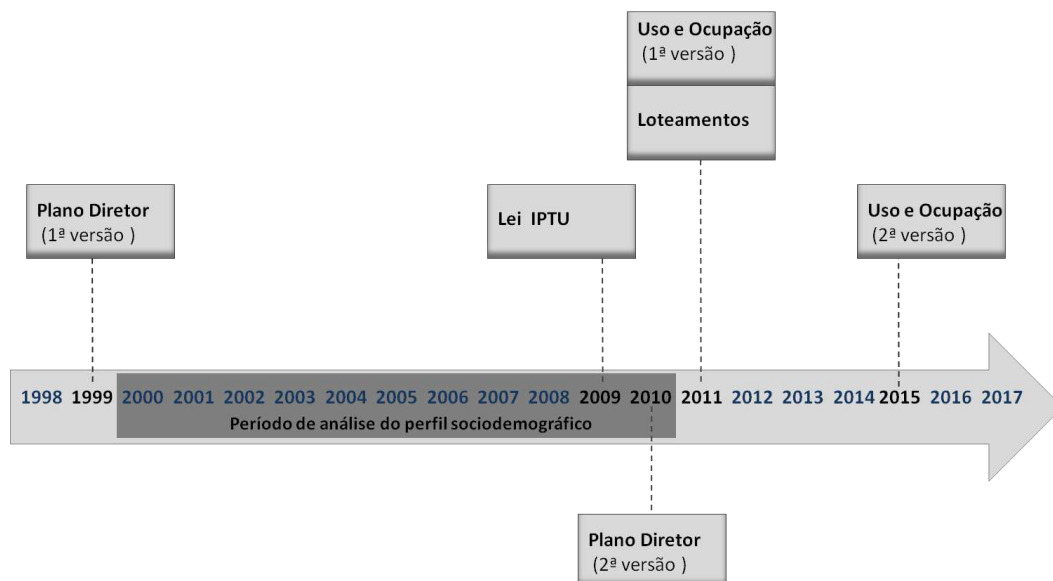 Uso e Ocupação
(1ª versão )
Loteamentos
Plano Diretor
(1ª versão )
Lei IPTU
Uso e Ocupação
(2ª versão )
1998 1999 2000 2001 2002 2003 2004 2005 2006 2007 2008 2009 2010 2011 2012 2013 2014 2015 2016 2017
Período de análise do perfil sociodemográfico
Plano Diretor
(2ª versão )